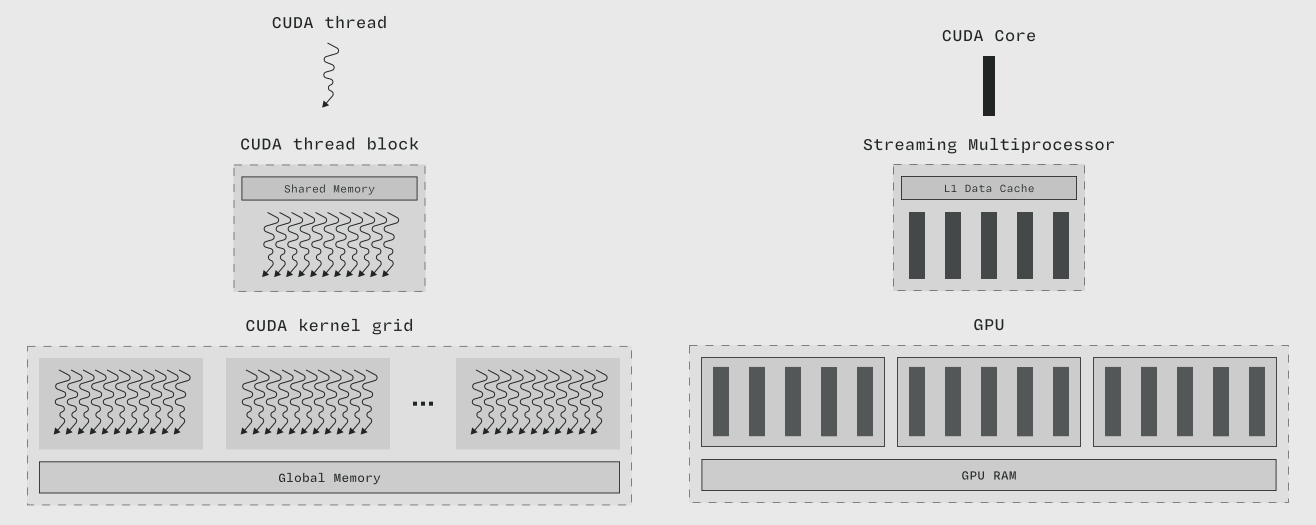 CUDA thread
CUDA thread block
Shared Memory
CUDA kernel grid
...
Global Memory
CUDA Core
Streaming Multiprocessor
L1 Data Cache
GPU
GPU RAM